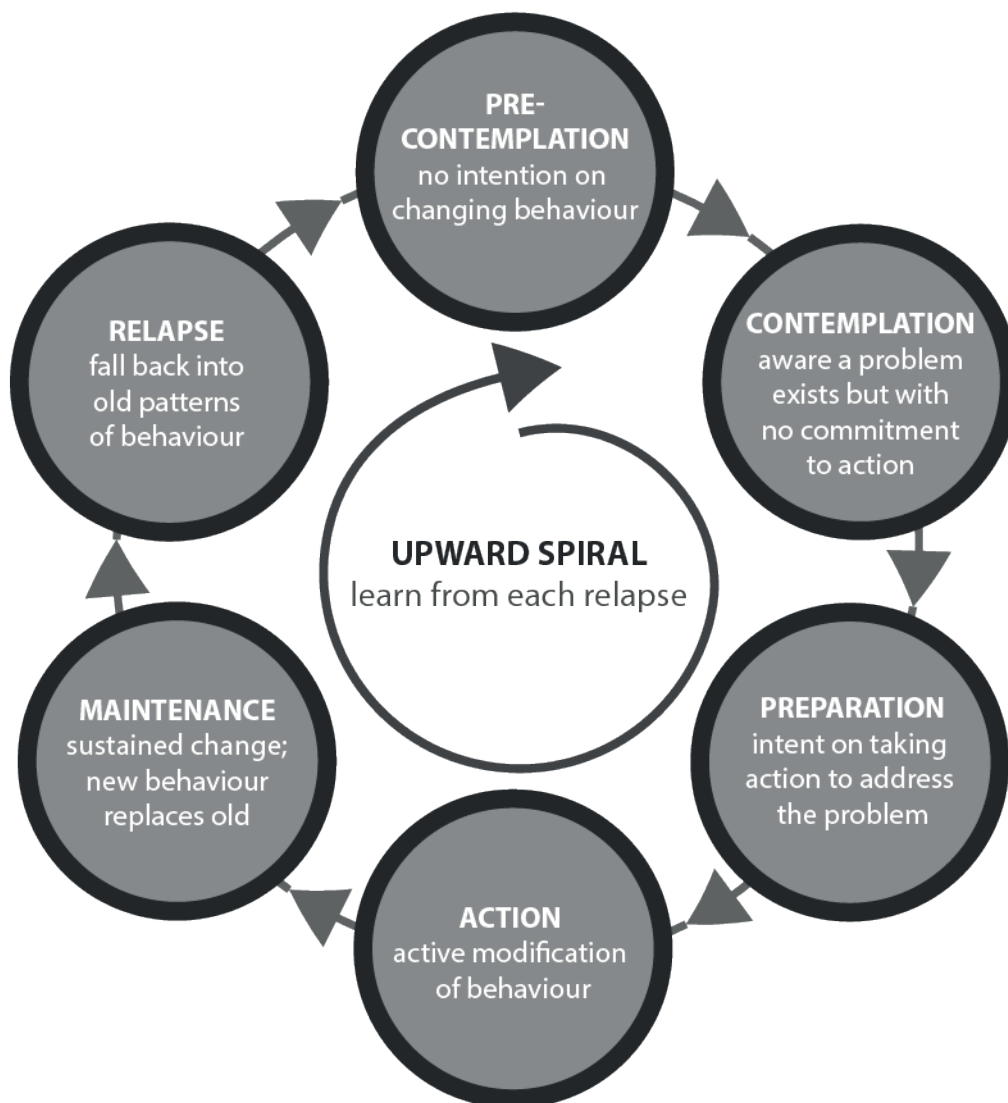 PRE-
CONTEMPLATION
no intention on
changing behaviour
CONTEMPLATION
aware a problem
exists but with
no commitment
to action
PREPARATION
intent on taking
action to address
the problem
ACTION
active modification
of behaviour
MAINTENANCE
sustained change;
new behaviour
replaces old
RELAPSE
fall back into
old patterns
of behaviour
UPWARD SPIRAL
learn from each relapse